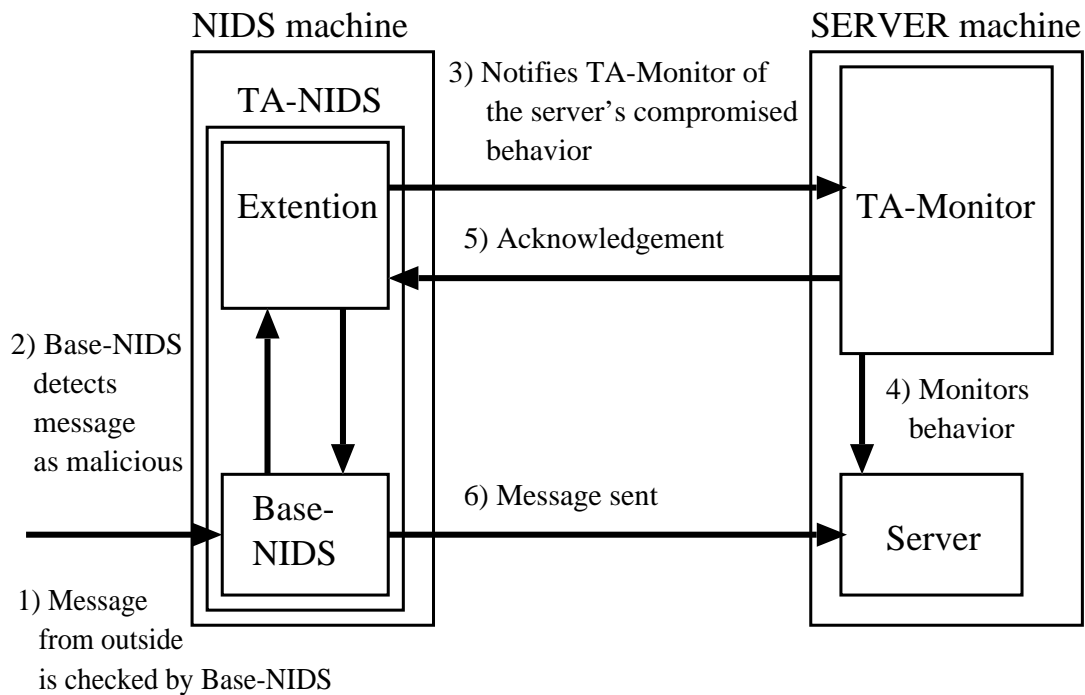 NIDS machine
SERVER machine
TA-NIDS
3) Notifies TA-Monitor of
the server’s compromised
behavior
Extention
TA-Monitor
5) Acknowledgement
2) Base-NIDS
detects
message
as malicious
4) Monitors
behavior
6) Message sent
Base-
NIDS
Server
1) Message
from outside
is checked by Base-NIDS